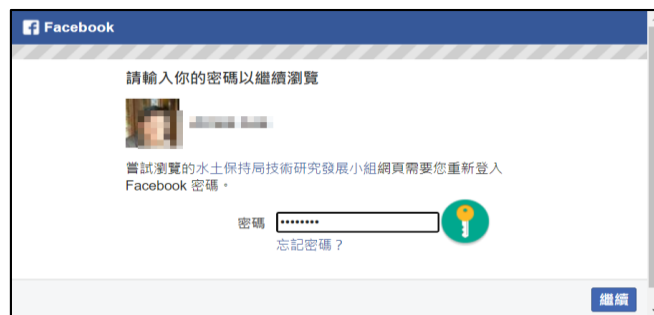 Facebook
請輸入你的密碼以繼續瀏覽
嘗試瀏覽的水土保持局技術研究發展小組網頁需要您重新登入
Facebook 密碼。
密碼 ••••••••
忘記密碼？
繼續